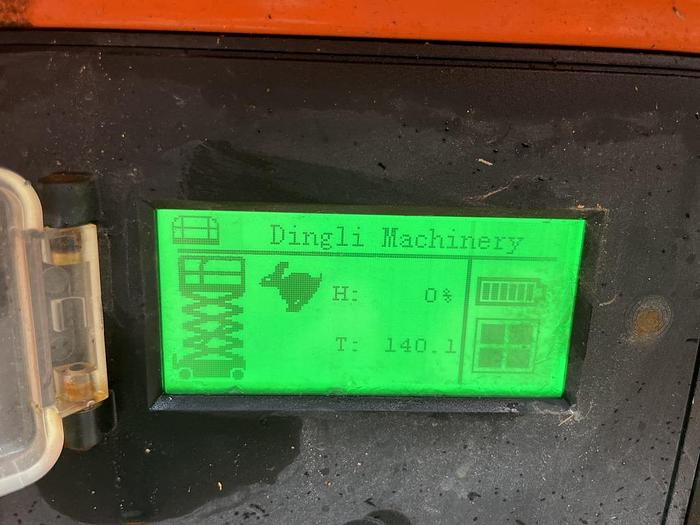 Dingli Machinery
H: 0%
T: 140.1